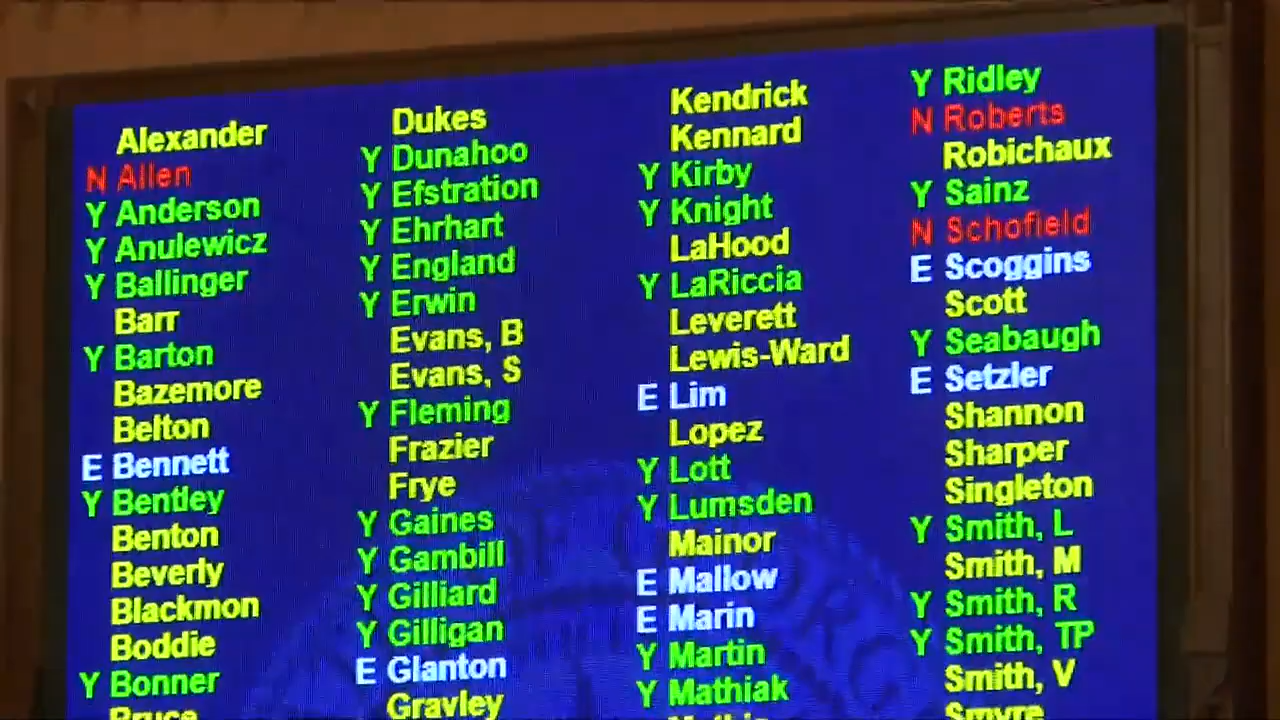 Alexander
N Allen
Y Anderson
Y Anulewicz
Y Ballinger
Barr
Y Barton
Bazemore
Belton
E Bennett
Y Bentley
Benton
Beverly
Blackmon
Boddie
Y Bonner
Bruce
Dukes
Y Dunahoo
Y Efstration
Y Ehrhart
Y England
Y Erwin
Evans, B
Evans, S
Y Fleming
Frazier
Frye
Y Gaines
Y Gambill
Y Gilliard
Y Gilligan
E Glanton
Gravley
Kendrick
Kennard
Y Kirby
Y Knight
LaHood
Y LaRiccia
Leverett
Lewis-Ward
E Lim
Lopez
Y Lott
Y Lumsden
Mainor
E Mallow
E Marin
Y Martin
Y Mathiak
Mathis
Y Ridley
N Roberts
Robichaux
Y Sainz
N Schofield
E Scoggins
Scott
Y Seabaugh
E Setzler
Shannon
Sharper
Singleton
Y Smith, L
Smith, M
Y Smith, R
Y Smith, TP
Smith, V
Smyre